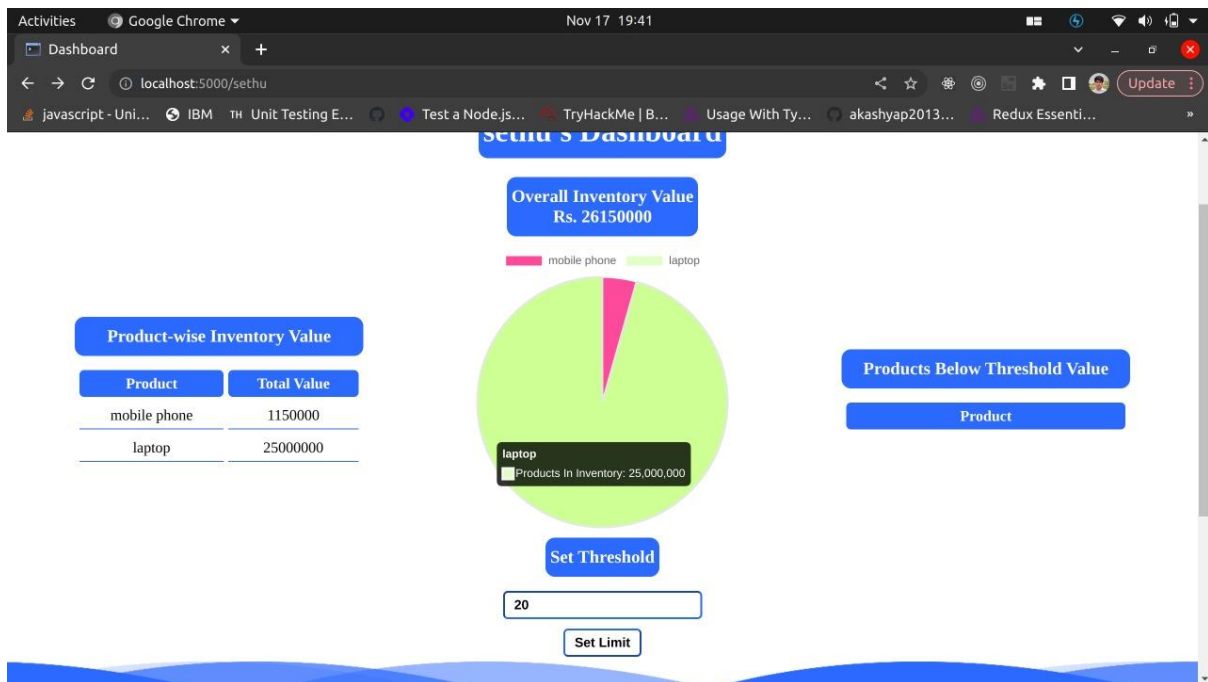 Activities Google Chrome Nov 17 19:41
Dashboard
localhost:5000/sethu
Update
javascript - Uni... IBM TH Unit Testing E... Test a Node.js... TryHackMe | B... Usage With Ty... akashyap2013... Redux Essenti... »
sethu's Dashboard
Overall Inventory Value
Rs. 26150000
mobile phone laptop
Product-wise Inventory Value
Product Total Value
mobile phone 1150000
laptop 25000000
laptop
Products In Inventory: 25,000,000
Products Below Threshold Value
Product
Set Threshold
20
Set Limit